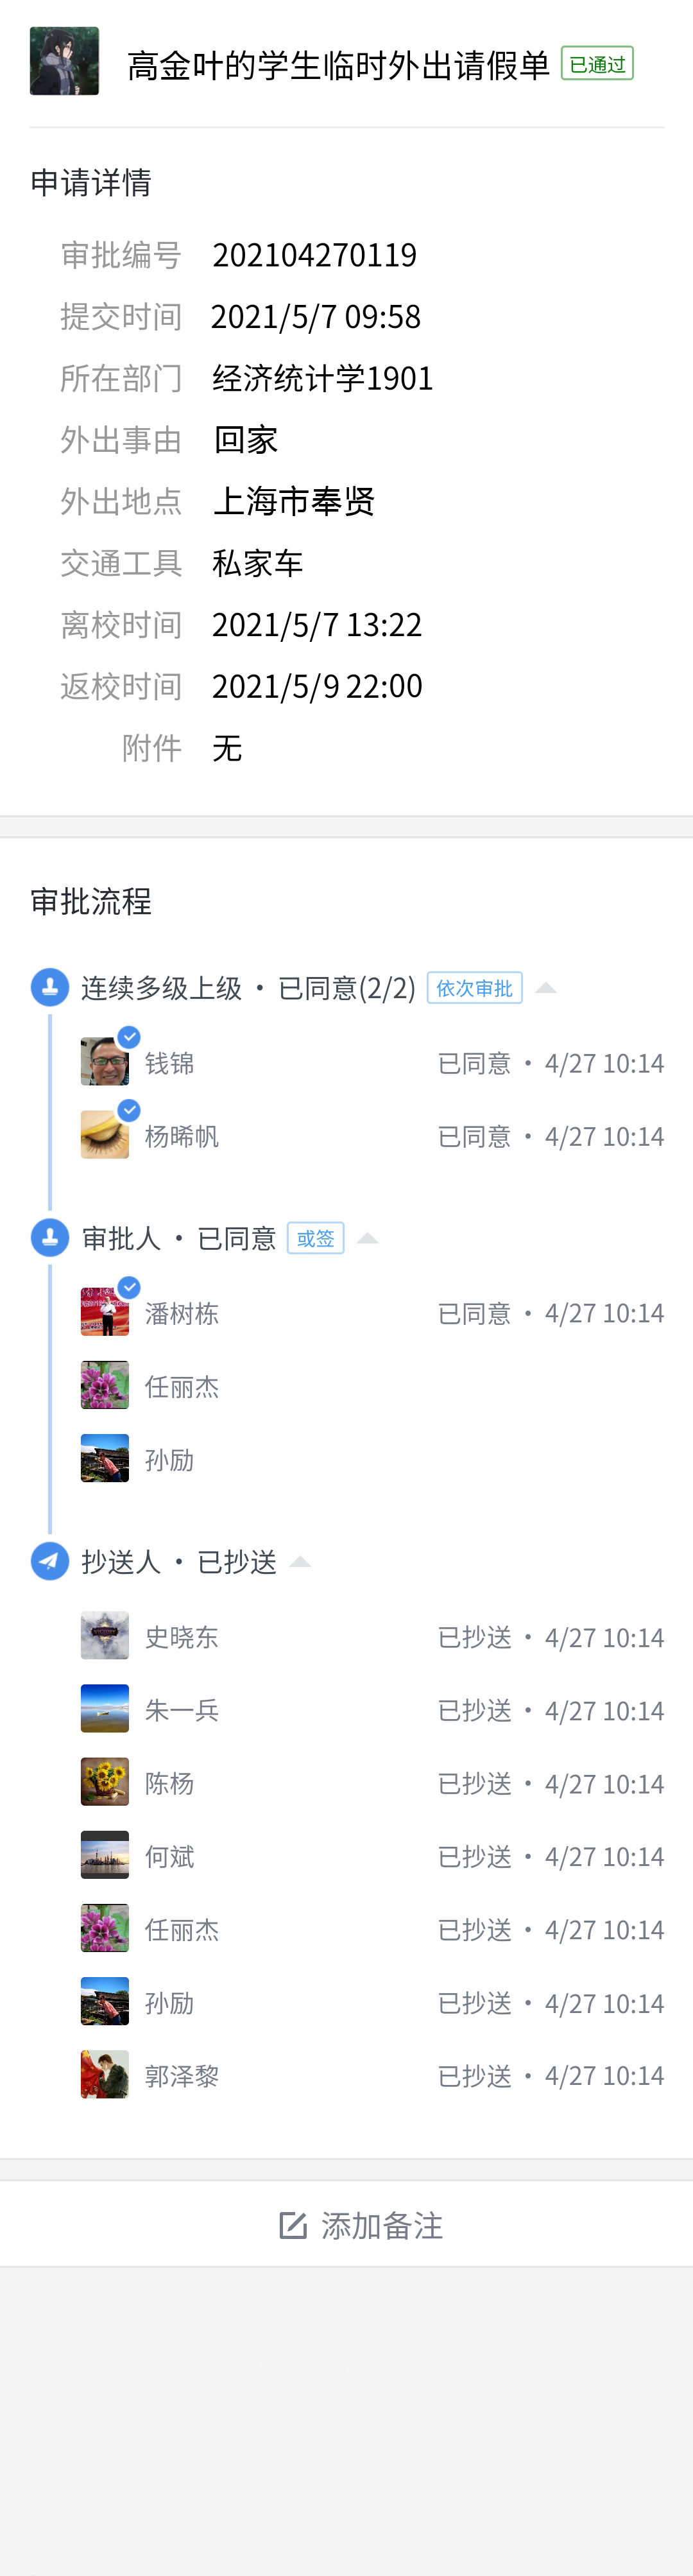 高金叶的学生临时外出请假单 已通过
申请详情
审批编号 202104270119
提交时间 2021/5/7 09:58
所在部门 经济统计学1901
外出事由 回家
外出地点 上海市奉贤
交通工具 私家车
离校时间 2021/5/7 13:22
返校时间 2021/5/9 22:00
附件 无
审批流程
连续多级上级 · 已同意(2/2) 依次审批
钱锦 已同意 · 4/27 10:14
杨晞帆 已同意 · 4/27 10:14
审批人 · 已同意 或签
潘树栋 已同意 · 4/27 10:14
任丽杰
孙励
抄送人 · 已抄送
史晓东 已抄送 · 4/27 10:14
朱一兵 已抄送 · 4/27 10:14
陈杨 已抄送 · 4/27 10:14
何斌 已抄送 · 4/27 10:14
任丽杰 已抄送 · 4/27 10:14
孙励 已抄送 · 4/27 10:14
郭泽黎 已抄送 · 4/27 10:14
添加备注